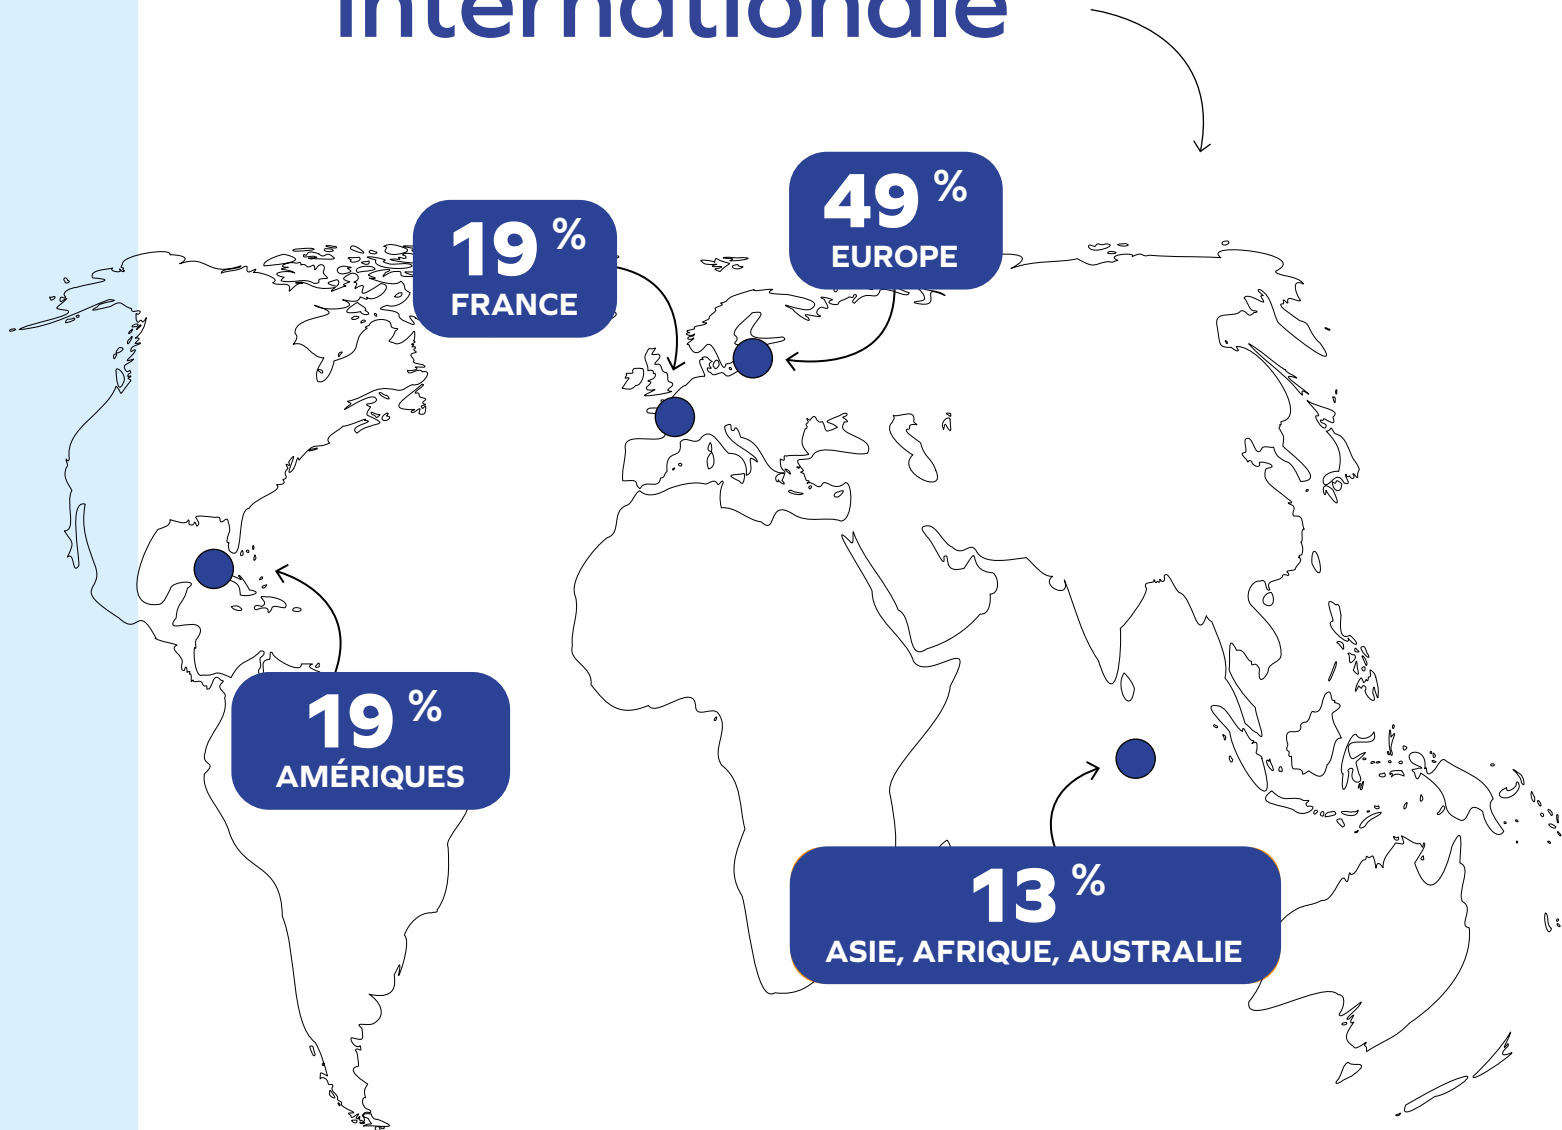 internationale
49 %
EUROPE
19 %
FRANCE
19 %
AMÉRIQUES
13 %
ASIE, AFRIQUE, AUSTRALIE